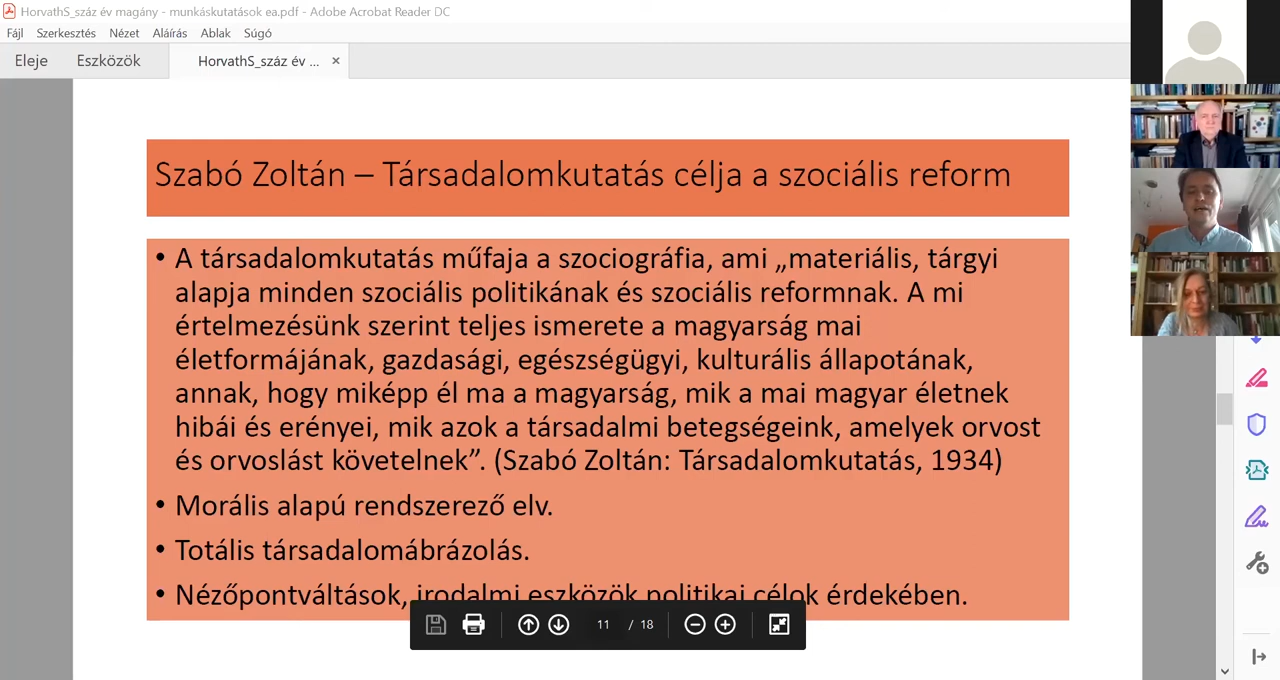 HorvathS_száz év magány - munkáskutatások ea.pdf - Adobe Acrobat Reader DC
Fájl Szerkesztés Nézet Aláírás Ablak Súgó
Eleje Eszközök HorvathS_száz év ... ×
Szabó Zoltán – Társadalomkutatás célja a szociális reform
• A társadalomkutatás műfaja a szociográfia, ami „materiális, tárgyi
alapja minden szociális politikának és szociális reformnak. A mi
értelmezésünk szerint teljes ismerete a magyarság mai
életformájának, gazdasági, egészségügyi, kulturális állapotának,
annak, hogy miképp él ma a magyarság, mik a mai magyar életnek
hibái és erényei, mik azok a társadalmi betegségeink, amelyek orvost
és orvoslást követelnek”. (Szabó Zoltán: Társadalomkutatás, 1934)
• Morális alapú rendszerező elv.
• Totális társadalomábrázolás.
• Nézőpontváltások, irodalmi eszközök politikai célok érdekében.
11 / 18